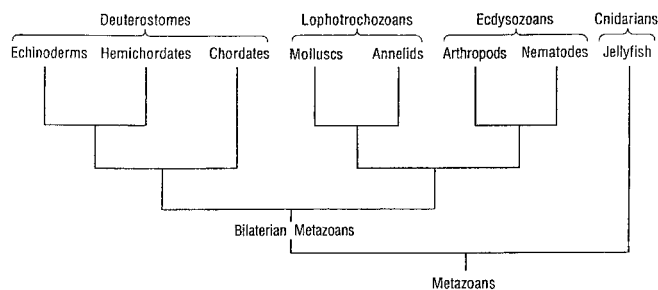 Deuterostomes Lophotrochozoans Ecdysozoans Cnidarians
Echinoderms Hemichordates Chordates Molluscs Annelids Arthropods Nematodes Jellyfish
Bilaterian Metazoans
Metazoans